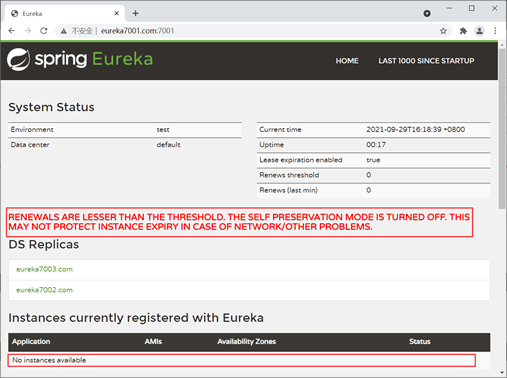 Eureka
不安全 | eureka7001.com:7001
spring Eureka
HOME LAST 1000 SINCE STARTUP
System Status
Environment test
Data center default
Current time 2021-09-29T16:18:39 +0800
Uptime 00:17
Lease expiration enabled true
Renews threshold 0
Renews (last min) 0
RENEWALS ARE LESSER THAN THE THRESHOLD. THE SELF PRESERVATION MODE IS TURNED OFF. THIS
MAY NOT PROTECT INSTANCE EXPIRY IN CASE OF NETWORK/OTHER PROBLEMS.
DS Replicas
eureka7003.com
eureka7002.com
Instances currently registered with Eureka
Application AMIs Availability Zones Status
No instances available